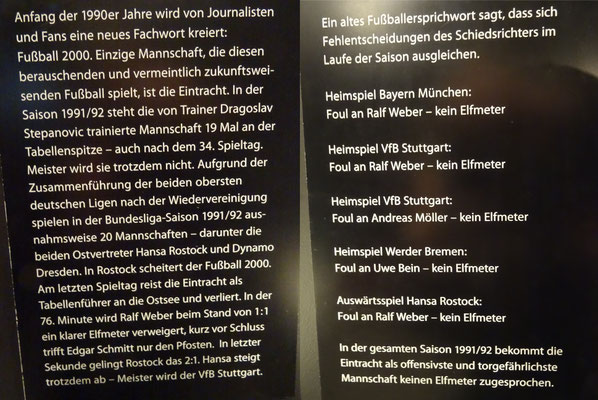 Anfang der 1990er Jahre wird von Journalisten
und Fans eine neues Fachwort kreiert:
Fußball 2000. Einzige Mannschaft, die diesen
berauschenden und vermeintlich zukunftswei-
senden Fußball spielt, ist die Eintracht. In der
Saison 1991/92 steht die von Trainer Dragoslav
Stepanovic trainierte Mannschaft 19 Mal an der
Tabellenspitze – auch nach dem 34. Spieltag.
Meister wird sie trotzdem nicht. Aufgrund der
Zusammenführung der beiden obersten
deutschen Ligen nach der Wiedervereinigung
spielen in der Bundesliga-Saison 1991/92 aus-
nahmsweise 20 Mannschaften – darunter die
beiden Ostvertreter Hansa Rostock und Dynamo
Dresden. In Rostock scheitert der Fußball 2000.
Am letzten Spieltag reist die Eintracht als
Tabellenführer an die Ostsee und verliert. In der
76. Minute wird Ralf Weber beim Stand von 1:1
ein klarer Elfmeter verweigert, kurz vor Schluss
trifft Edgar Schmitt nur den Pfosten. In letzter
Sekunde gelingt Rostock das 2:1. Hansa steigt
trotzdem ab – Meister wird der VfB Stuttgart.
Ein altes Fußballersprichwort sagt, dass sich
Fehlentscheidungen des Schiedsrichters im
Laufe der Saison ausgleichen.
Heimspiel Bayern München:
Foul an Ralf Weber – kein Elfmeter
Heimspiel VfB Stuttgart:
Foul an Ralf Weber – kein Elfmeter
Heimspiel VfB Stuttgart:
Foul an Andreas Möller – kein Elfmeter
Heimspiel Werder Bremen:
Foul an Uwe Bein – kein Elfmeter
Auswärtsspiel Hansa Rostock:
Foul an Ralf Weber – kein Elfmeter
In der gesamten Saison 1991/92 bekommt die
Eintracht als offensivste und torgefährlichste
Mannschaft keinen Elfmeter zugesprochen.